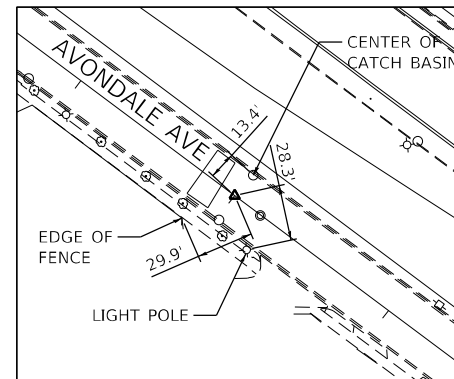 CENTER OF
CATCH BASIN
AVONDALE AVE
13.4'
28.3'
EDGE OF
FENCE
29.9'
LIGHT POLE